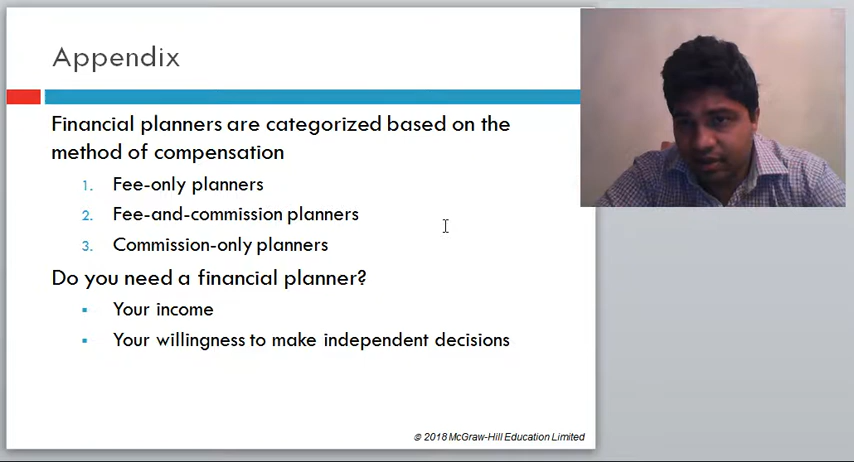 Appendix
Financial planners are categorized based on the
method of compensation
1. Fee-only planners
2. Fee-and-commission planners
3. Commission-only planners
Do you need a financial planner?
▪ Your income
▪ Your willingness to make independent decisions
© 2018 McGraw-Hill Education Limited